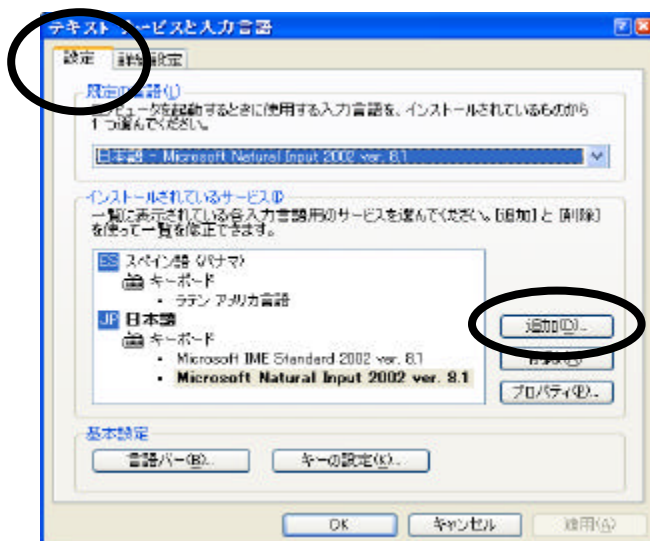 テキスト サービスと入力言語
設定
詳細設定
既定の言語(L)
コンピュータを起動するときに使用する入力言語を、インストールされているものから
1 つ選んでください。
日本語 - Microsoft Natural Input 2002 ver. 8.1
インストールされているサービス(I)
一覧に表示されている各入力言語用のサービスを選んでください。[追加] と [削除]
を使って一覧を修正できます。
ES スペイン語 (パナマ)
キーボード
・ ラテン アメリカ言語
JP 日本語
キーボード
・ Microsoft IME Standard 2002 ver. 8.1
・ Microsoft Natural Input 2002 ver. 8.1
追加(D)...
削除(R)
プロパティ(P)...
基本設定
言語バー(B)...
キーの設定(K)...
OK
キャンセル
適用(A)